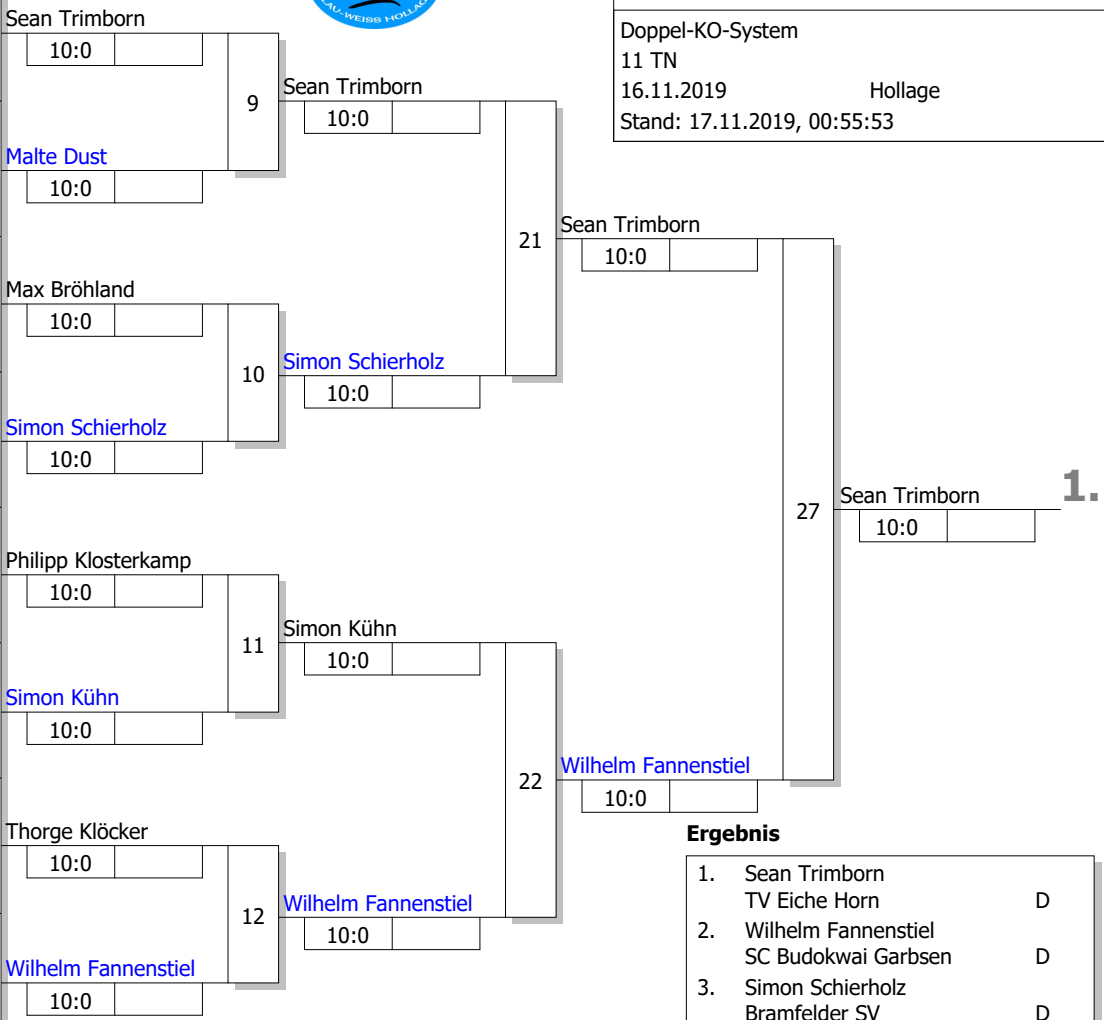 AU-WEISS HOLLAG
Doppel-KO-System
11 TN
16.11.2019 Hollage
Stand: 17.11.2019, 00:55:53
Sean Trimborn
10:0
9
Sean Trimborn
10:0
Malte Dust
10:0
21
Sean Trimborn
10:0
Max Bröhland
10:0
10
Simon Schierholz
10:0
Simon Schierholz
10:0
27
Sean Trimborn
1.
10:0
Philipp Klosterkamp
10:0
11
Simon Kühn
10:0
Simon Kühn
10:0
22
Wilhelm Fannenstiel
10:0
Thorge Klöcker
10:0
12
Wilhelm Fannenstiel
10:0
Wilhelm Fannenstiel
10:0
Ergebnis
1. Sean Trimborn
TV Eiche Horn D
2. Wilhelm Fannenstiel
SC Budokwai Garbsen D
3. Simon Schierholz
Bramfelder SV D